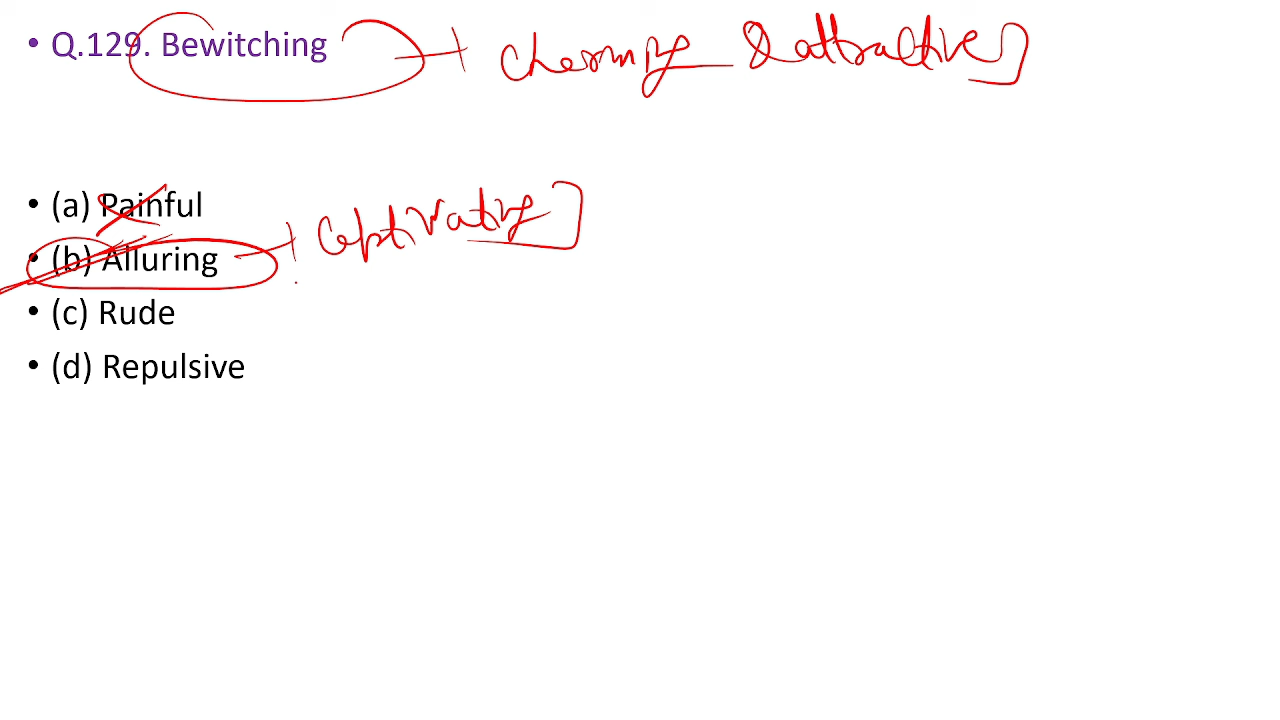 • Q.129. Bewitching + Charming & attractive]
• (a) Painful
+ Captivating]
• (b) Alluring
• (c) Rude
• (d) Repulsive